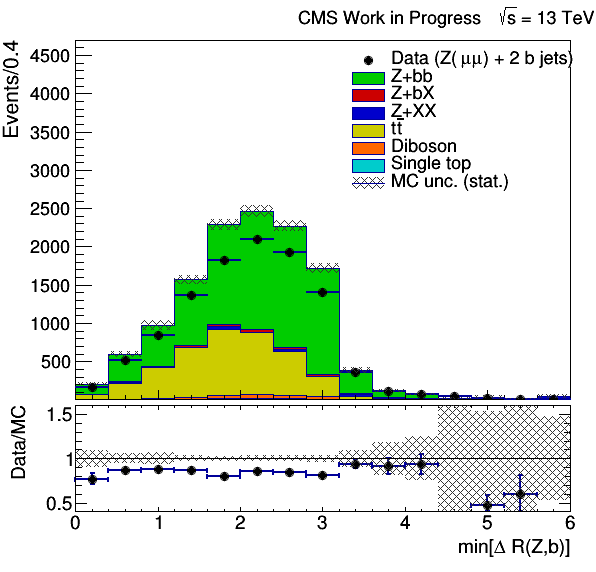 CMS Work in Progress √s = 13 TeV
Events/0.4
4500
4000
3500
3000
2500
2000
1500
1000
500
Data (Z(μμ) + 2 b jets)
Z+bb
Z+bX
Z+XX
tt̄
Diboson
Single top
MC unc. (stat.)
Data/MC
1.5
1
0.5
0 1 2 3 4 5 6
min[Δ R(Z,b)]